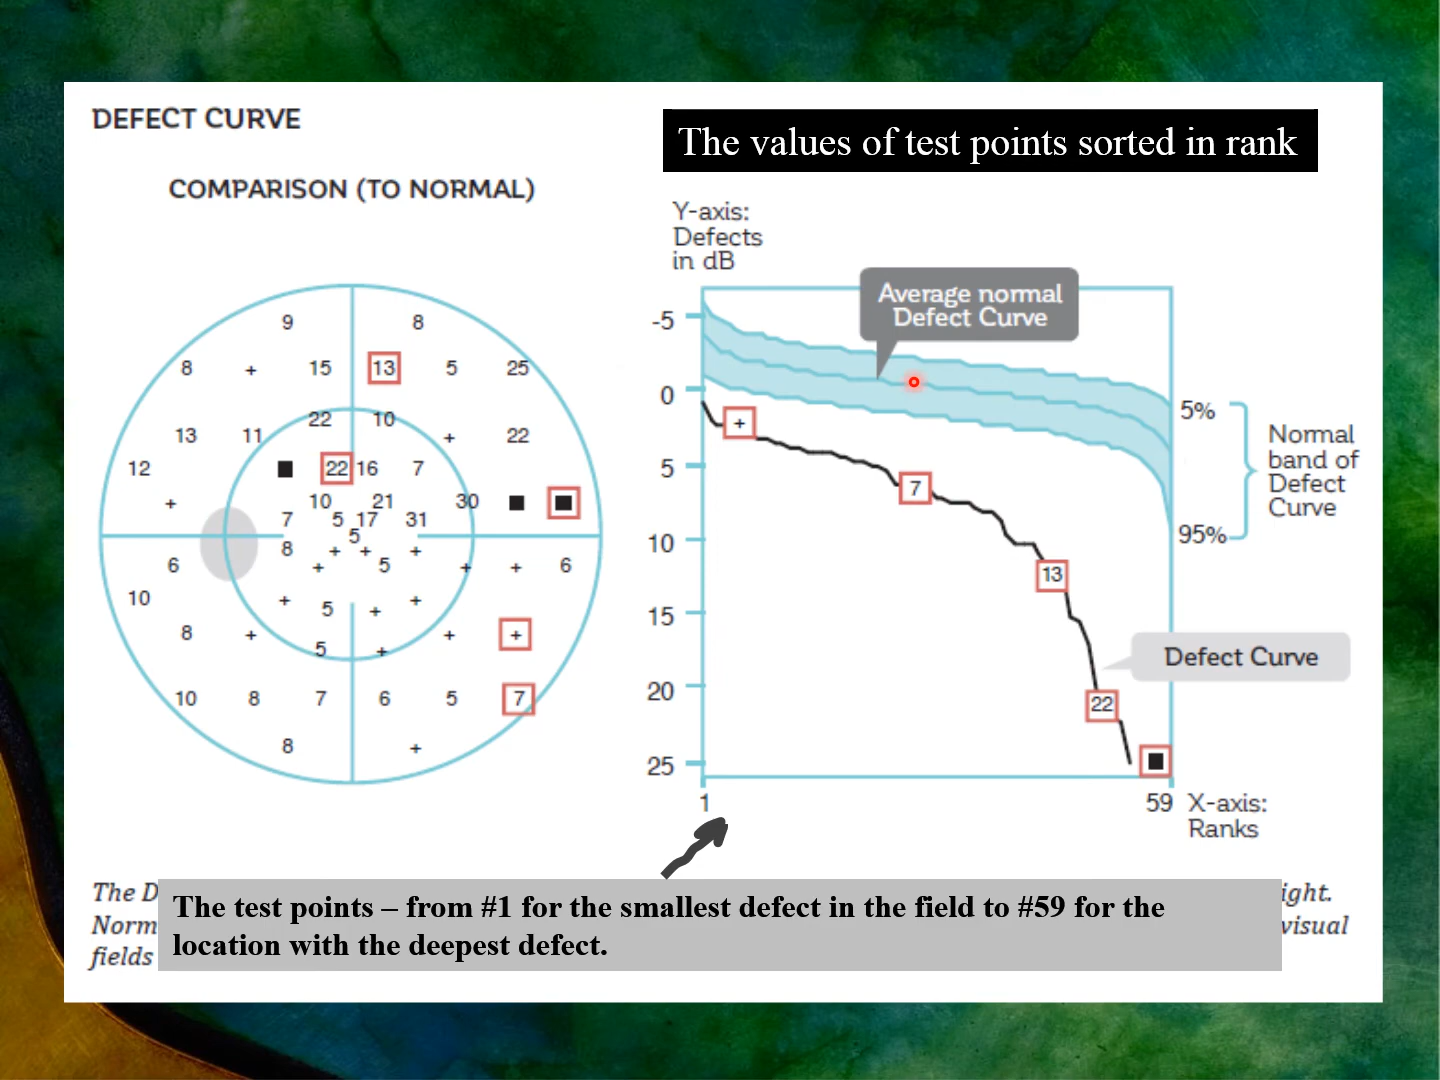 DEFECT CURVE
The values of test points sorted in rank
COMPARISON (TO NORMAL)
Y-axis:
Defects
in dB
Average normal
Defect Curve
9 8
8 + 15 13 5 25
22 10
13 11 + 22
12 22 16 7
+ 10 21 30
7 5 17 31
5
8 + + +
6 + 5 + + 6
10 + 5 + +
8 + + +
5 +
10 8 7 6 5 7
8 +
-5
0
5
10
15
20
25
+
7
13
22
5%
95%
Normal
band of
Defect
Curve
Defect Curve
1 59
X-axis:
Ranks
The D
ight.
Norm
visual
fields
The test points – from #1 for the smallest defect in the field to #59 for the
location with the deepest defect.